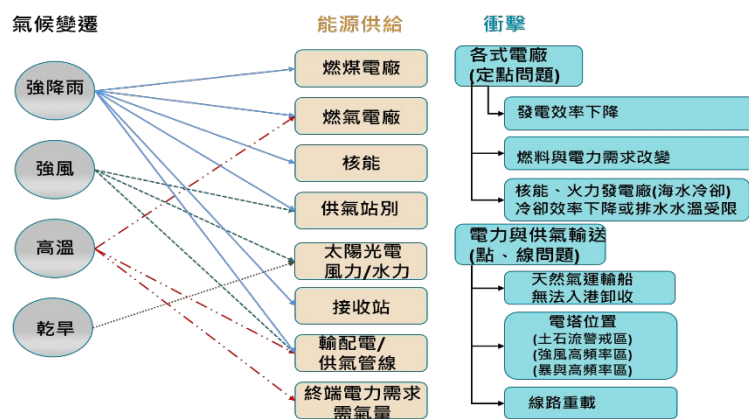 氣候變遷
能源供給
衝擊
強降雨
強風
高溫
乾旱
燃煤電廠
燃氣電廠
核能
供氣站別
太陽光電
風力/水力
接收站
輸配電/
供氣管線
終端電力需求
需氣量
各式電廠
(定點問題)
發電效率下降
燃料與電力需求改變
核能、火力發電廠(海水冷卻)
冷卻效率下降或排水水溫受限
電力與供氣輸送
(點、線問題)
天然氣運輸船
無法入港卸收
電塔位置
(土石流警戒區)
(強風高頻率區)
(暴與高頻率區)
線路重載